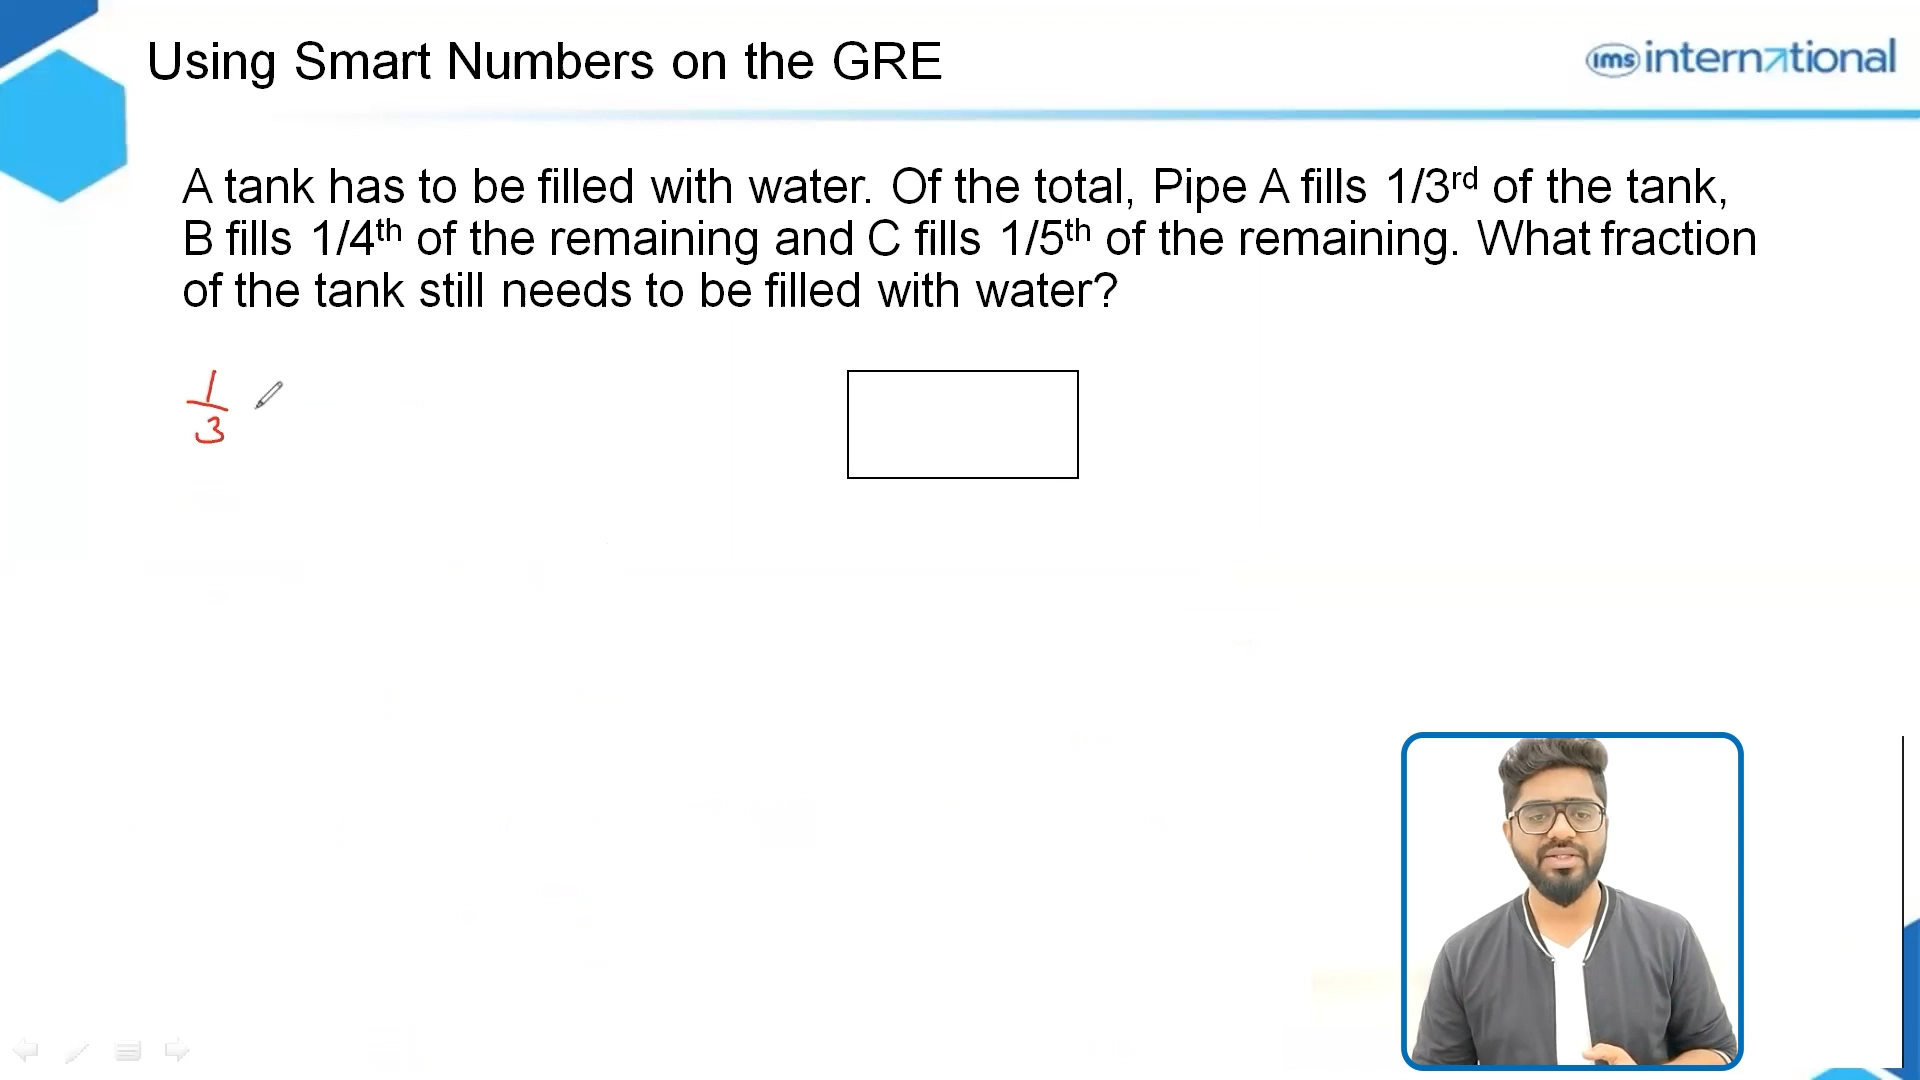 Using Smart Numbers on the GRE
ims international
A tank has to be filled with water. Of the total, Pipe A fills 1/3rd of the tank,
B fills 1/4th of the remaining and C fills 1/5th of the remaining. What fraction
of the tank still needs to be filled with water?
1
3